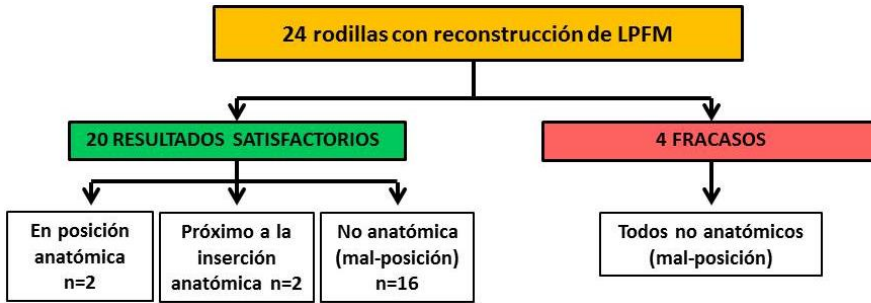 24 rodillas con reconstrucción de LPFM
20 RESULTADOS SATISFACTORIOS
4 FRACASOS
En posición
anatómica
n=2
Próximo a la
inserción
anatómica n=2
No anatómica
(mal-posición)
n=16
Todos no anatómicos
(mal-posición)